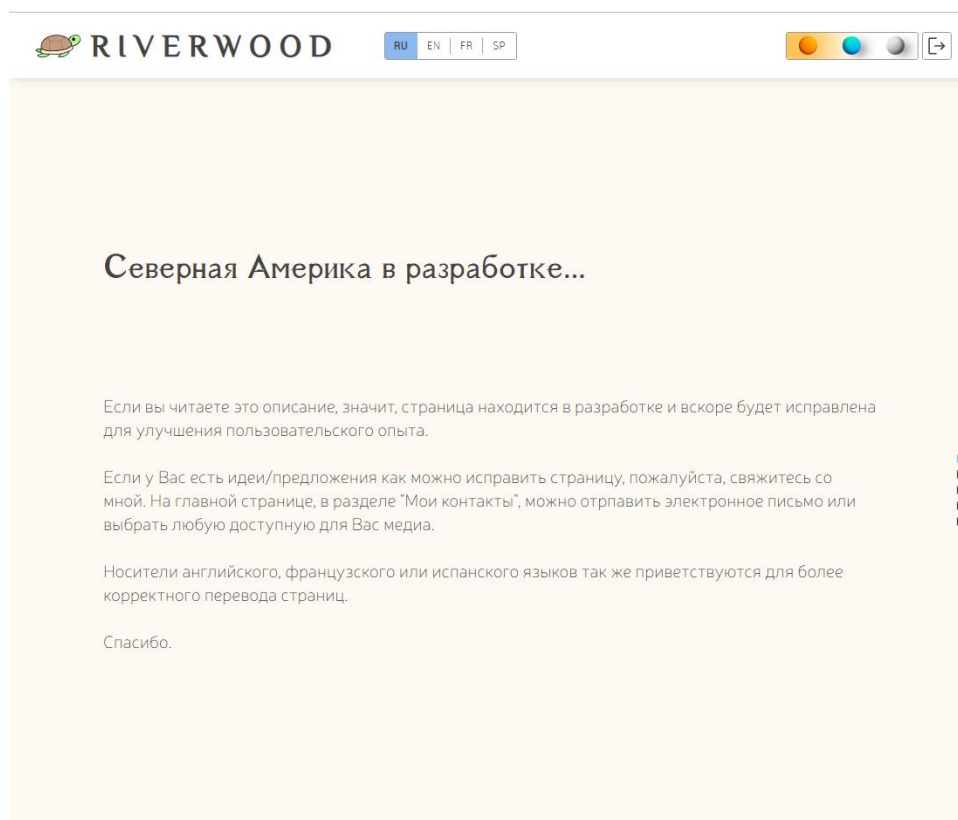 RIVERWOOD
RU EN FR SP
Северная Америка в разработке...
Если вы читаете это описание, значит, страница находится в разработке и вскоре будет исправлена
для улучшения пользовательского опыта.
Если у Вас есть идеи/предложения как можно исправить страницу, пожалуйста, свяжитесь со
мной. На главной странице, в разделе "Мои контакты", можно отрпавить электронное письмо или
выбрать любую доступную для Вас медиа.
Носители английского, французского или испанского языков так же приветствуются для более
корректного перевода страниц.
Спасибо.